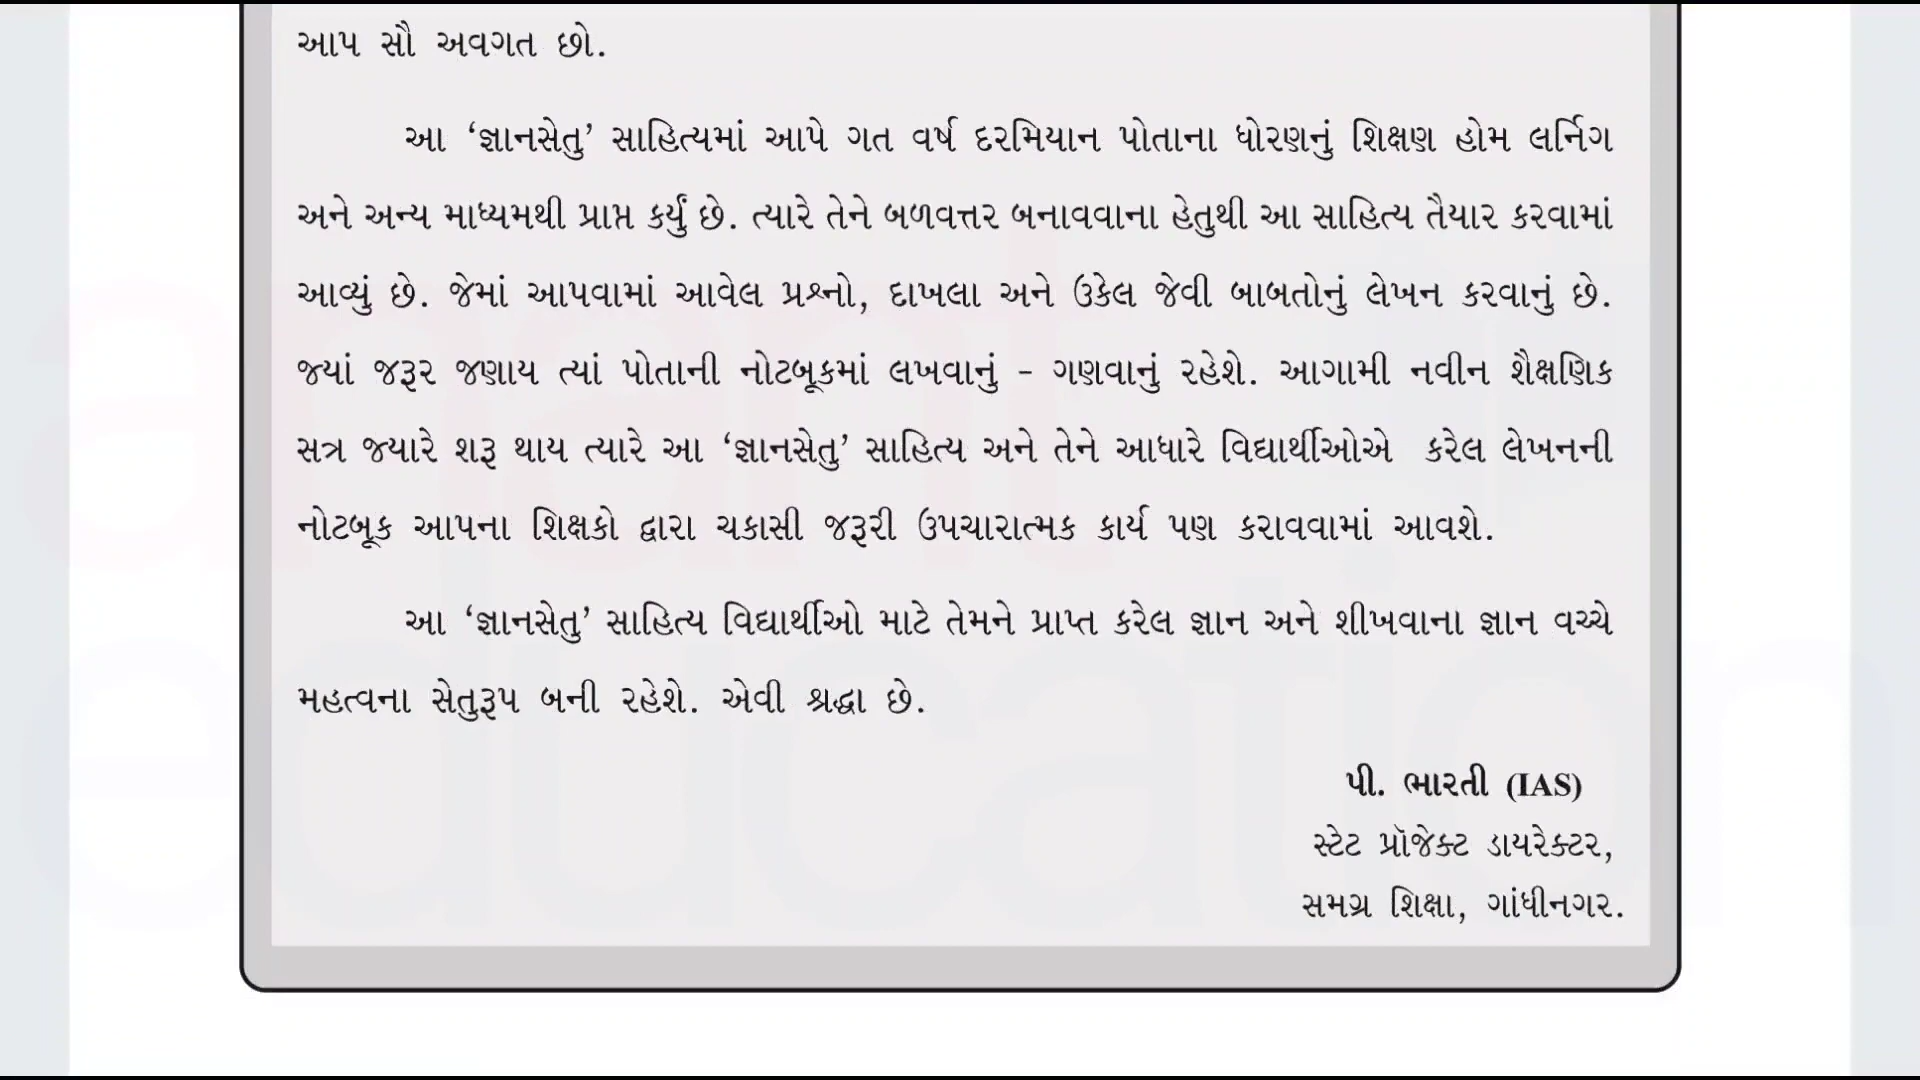 આપ સૌ અવગત છો.
આ ‘જ્ઞાનસેતુ’ સાહિત્યમાં આપે ગત વર્ષ દરમિયાન પોતાના ધોરણનું શિક્ષણ હોમ લર્નિગ
અને અન્ય માધ્યમથી પ્રાપ્ત કર્યું છે. ત્યારે તેને બળવત્તર બનાવવાના હેતુથી આ સાહિત્ય તૈયાર કરવામાં
આવ્યું છે. જેમાં આપવામાં આવેલ પ્રશ્નો, દાખલા અને ઉકેલ જેવી બાબતોનું લેખન કરવાનું છે.
જ્યાં જરૂર જણાય ત્યાં પોતાની નોટબૂકમાં લખવાનું - ગણવાનું રહેશે. આગામી નવીન શૈક્ષણિક
સત્ર જ્યારે શરૂ થાય ત્યારે આ ‘જ્ઞાનસેતુ’ સાહિત્ય અને તેને આધારે વિદ્યાર્થીઓએ કરેલ લેખનની
નોટબૂક આપના શિક્ષકો દ્વારા ચકાસી જરૂરી ઉપચારાત્મક કાર્ય પણ કરાવવામાં આવશે.
આ ‘જ્ઞાનસેતુ’ સાહિત્ય વિદ્યાર્થીઓ માટે તેમને પ્રાપ્ત કરેલ જ્ઞાન અને શીખવાના જ્ઞાન વચ્ચે
મહત્વના સેતુરૂપ બની રહેશે. એવી શ્રદ્ધા છે.
પી. ભારતી (IAS)
સ્ટેટ પ્રૉજેક્ટ ડાયરેક્ટર,
સમગ્ર શિક્ષા, ગાંધીનગર.
education